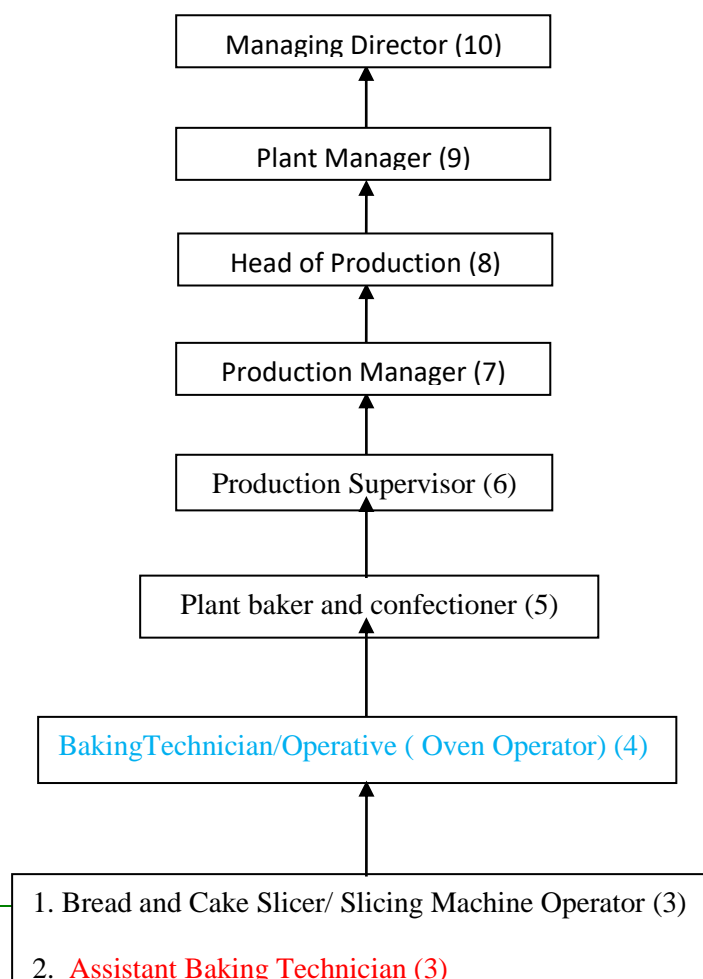 Managing Director (10)
Plant Manager (9)
Head of Production (8)
Production Manager (7)
Production Supervisor (6)
Plant baker and confectioner (5)
BakingTechnician/Operative ( Oven Operator) (4)
1. Bread and Cake Slicer/ Slicing Machine Operator (3)
2. Assistant Baking Technician (3)